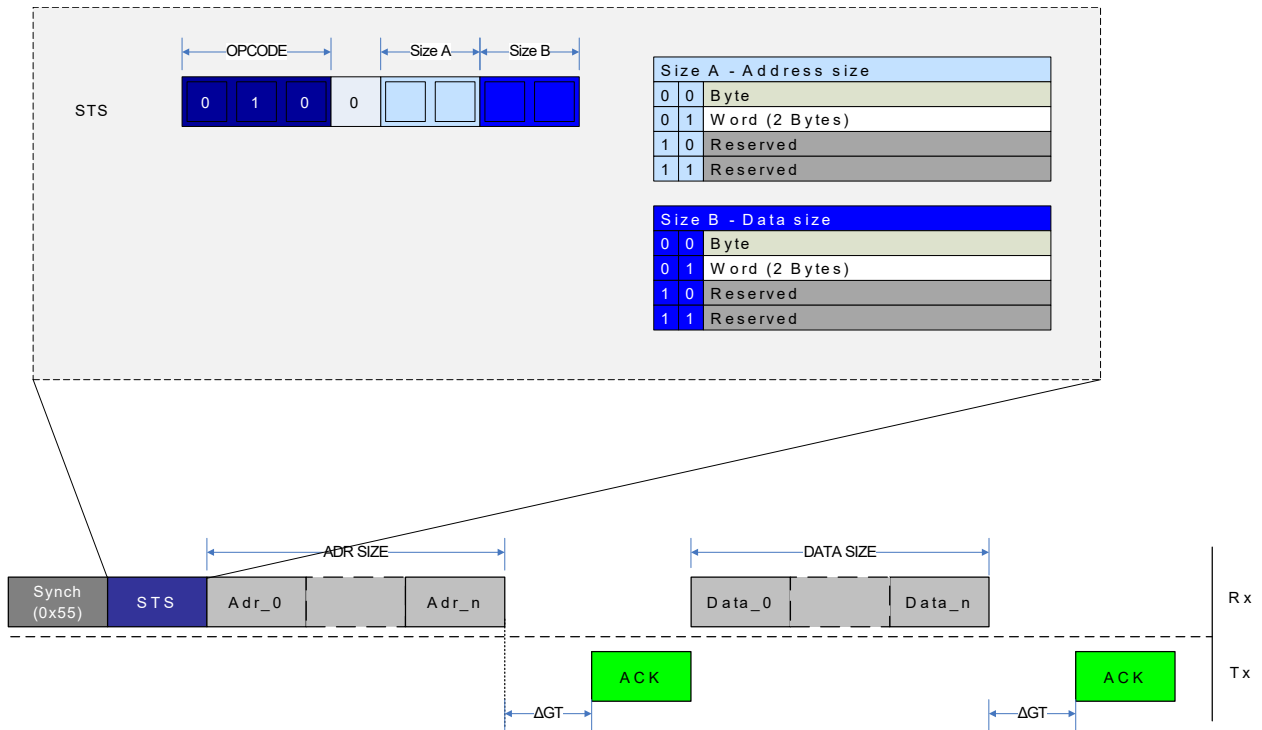 OPCODE Size A Size B
STS 0 1 0 0
Size A - Address size
0 0 Byte
0 1 Word (2 Bytes)
1 0 Reserved
1 1 Reserved
Size B - Data size
0 0 Byte
0 1 Word (2 Bytes)
1 0 Reserved
1 1 Reserved
ADR SIZE DATA SIZE
Synch
(0x55)
STS Adr_0 Adr_n Data_0 Data_n Rx
ACK ACK Tx
ΔGT ΔGT